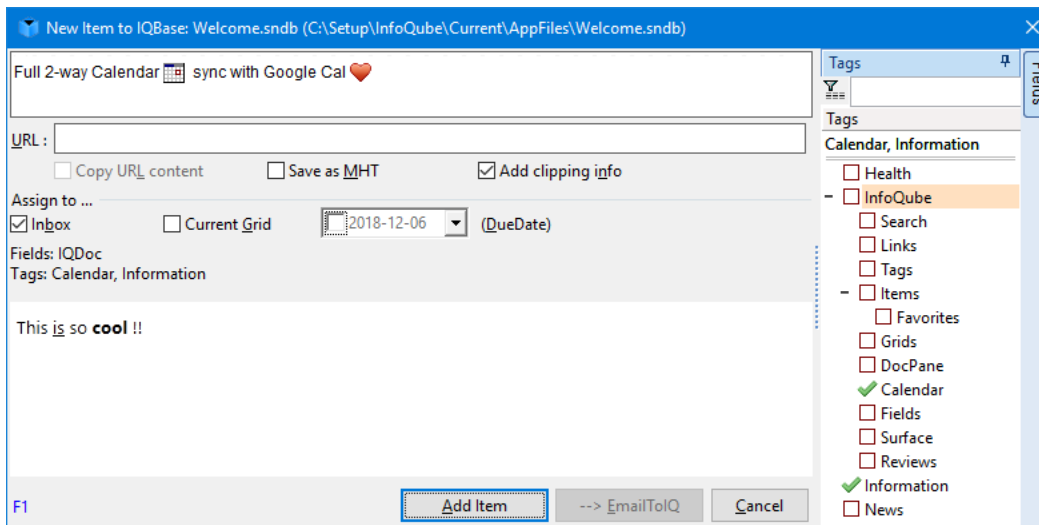 New Item to IQBase: Welcome.sndb (C:\Setup\InfoQube\Current\AppFiles\Welcome.sndb)
Full 2-way Calendar sync with Google Cal
URL :
Copy URL content Save as MHT Add clipping info
Assign to ...
Inbox Current Grid 2018-12-06 (DueDate)
Fields: IQDoc
Tags: Calendar, Information
This is so cool !!
F1 Add Item --> EmailToIQ Cancel
Tags
Fields
Tags
Calendar, Information
Health
InfoQube
Search
Links
Tags
Items
Favorites
Grids
DocPane
Calendar
Fields
Surface
Reviews
Information
News